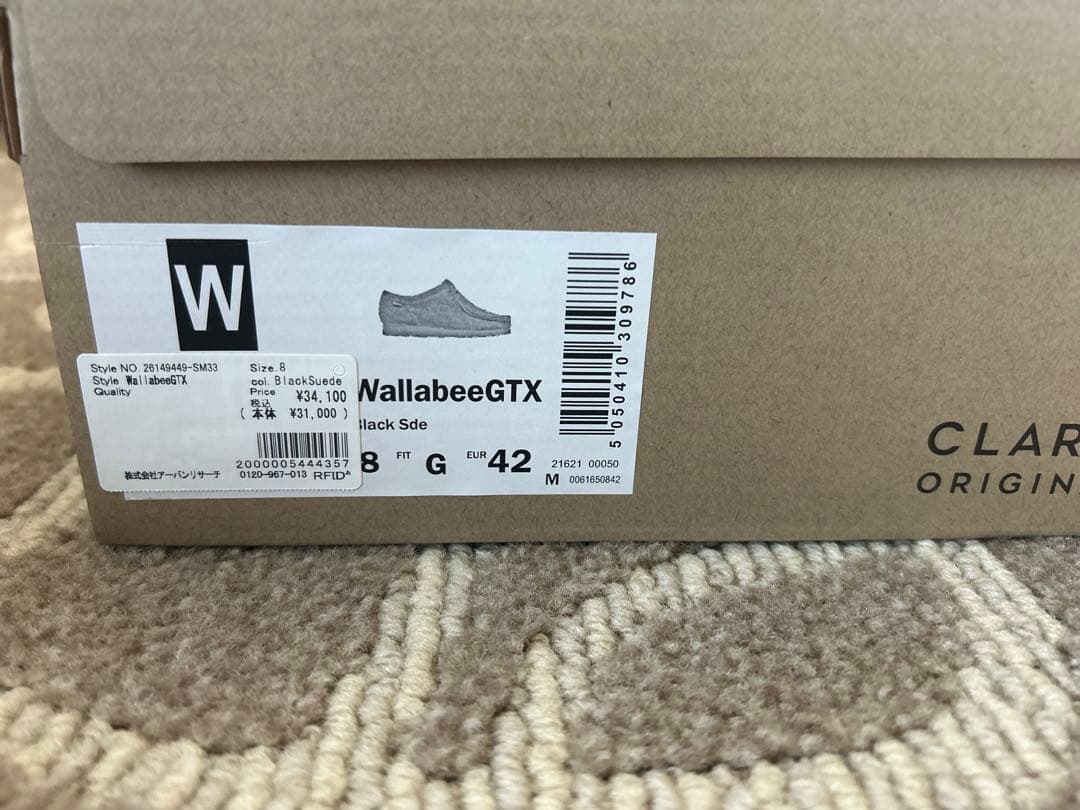 W
Style NO. 26149449-SM33
Style WallabeeGTX
Quality
Size. 8
col. BlackSuede
Price ¥34,100
税込
( 本体 ¥31,000 )
2000005444357
株式会社アーバンリサーチ 0120-967-013 RFID
WallabeeGTX
Black Sde
8 FIT G EUR 42
21621 00050
M 0061650842
5 050410 309786
CLAR
ORIGIN